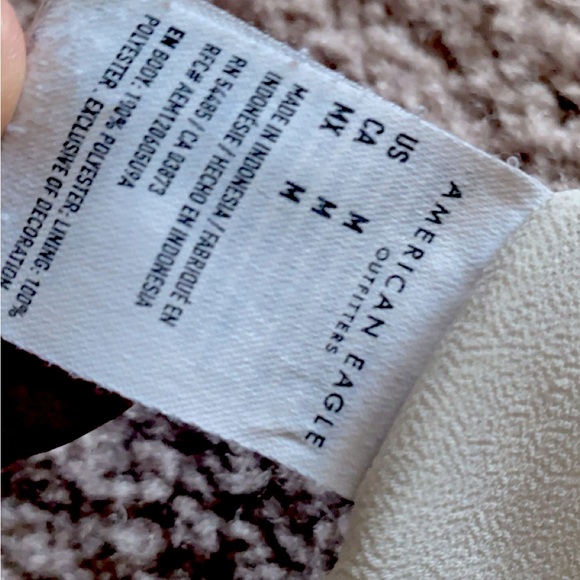 AMERICAN EAGLE
OUTFITTERS
US M
CA M
MX M
MADE IN INDONESIA / FABRIQUÉ EN
INDONESIE / HECHO EN INDONESIA
RN 54485 / CA 03873
RFC# AEM120606509A
EN BODY: 100% POLYESTER; LINING: 100%
POLYESTER. EXCLUSIVE OF DECORATION